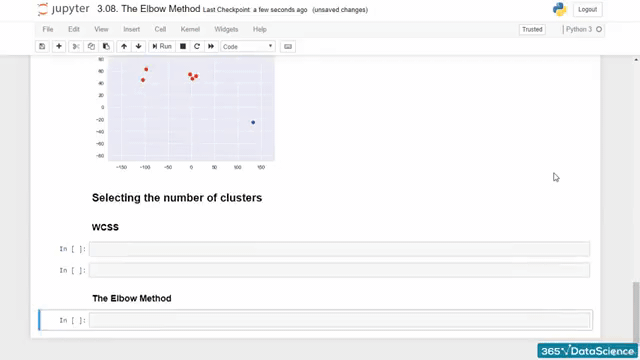 jupyter 3.08. The Elbow Method Last Checkpoint: a few seconds ago (unsaved changes) Logout
File Edit View Insert Cell Kernel Widgets Help Trusted Python 3
Run Code
80
60
40
20
0
-20
-40
-60
-80
-150 -100 -50 0 50 100 150
Selecting the number of clusters
WCSS
In [ ]:
In [ ]:
The Elbow Method
In [ ]:
365 DataScience